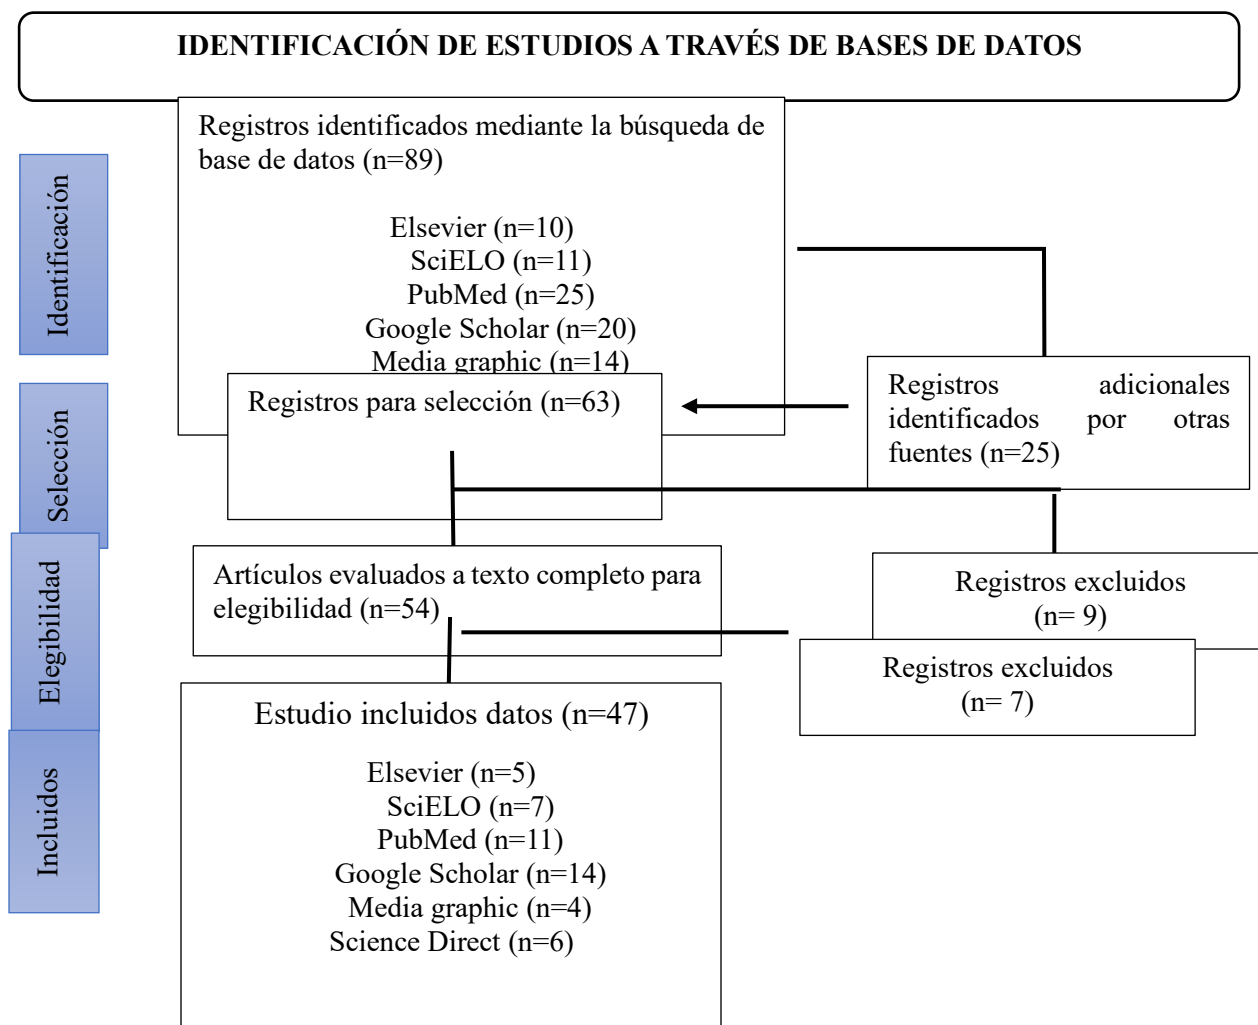 IDENTIFICACIÓN DE ESTUDIOS A TRAVÉS DE BASES DE DATOS
Identificación
Registros identificados mediante la búsqueda de
base de datos (n=89)
Elsevier (n=10)
SciELO (n=11)
PubMed (n=25)
Google Scholar (n=20)
Media graphic (n=14)
Selección
Registros para selección (n=63)
Registros adicionales
identificados por otras
fuentes (n=25)
Elegibilidad
Artículos evaluados a texto completo para
elegibilidad (n=54)
Registros excluidos
(n= 9)
Registros excluidos
(n= 7)
Incluidos
Estudio incluidos datos (n=47)
Elsevier (n=5)
SciELO (n=7)
PubMed (n=11)
Google Scholar (n=14)
Media graphic (n=4)
Science Direct (n=6)